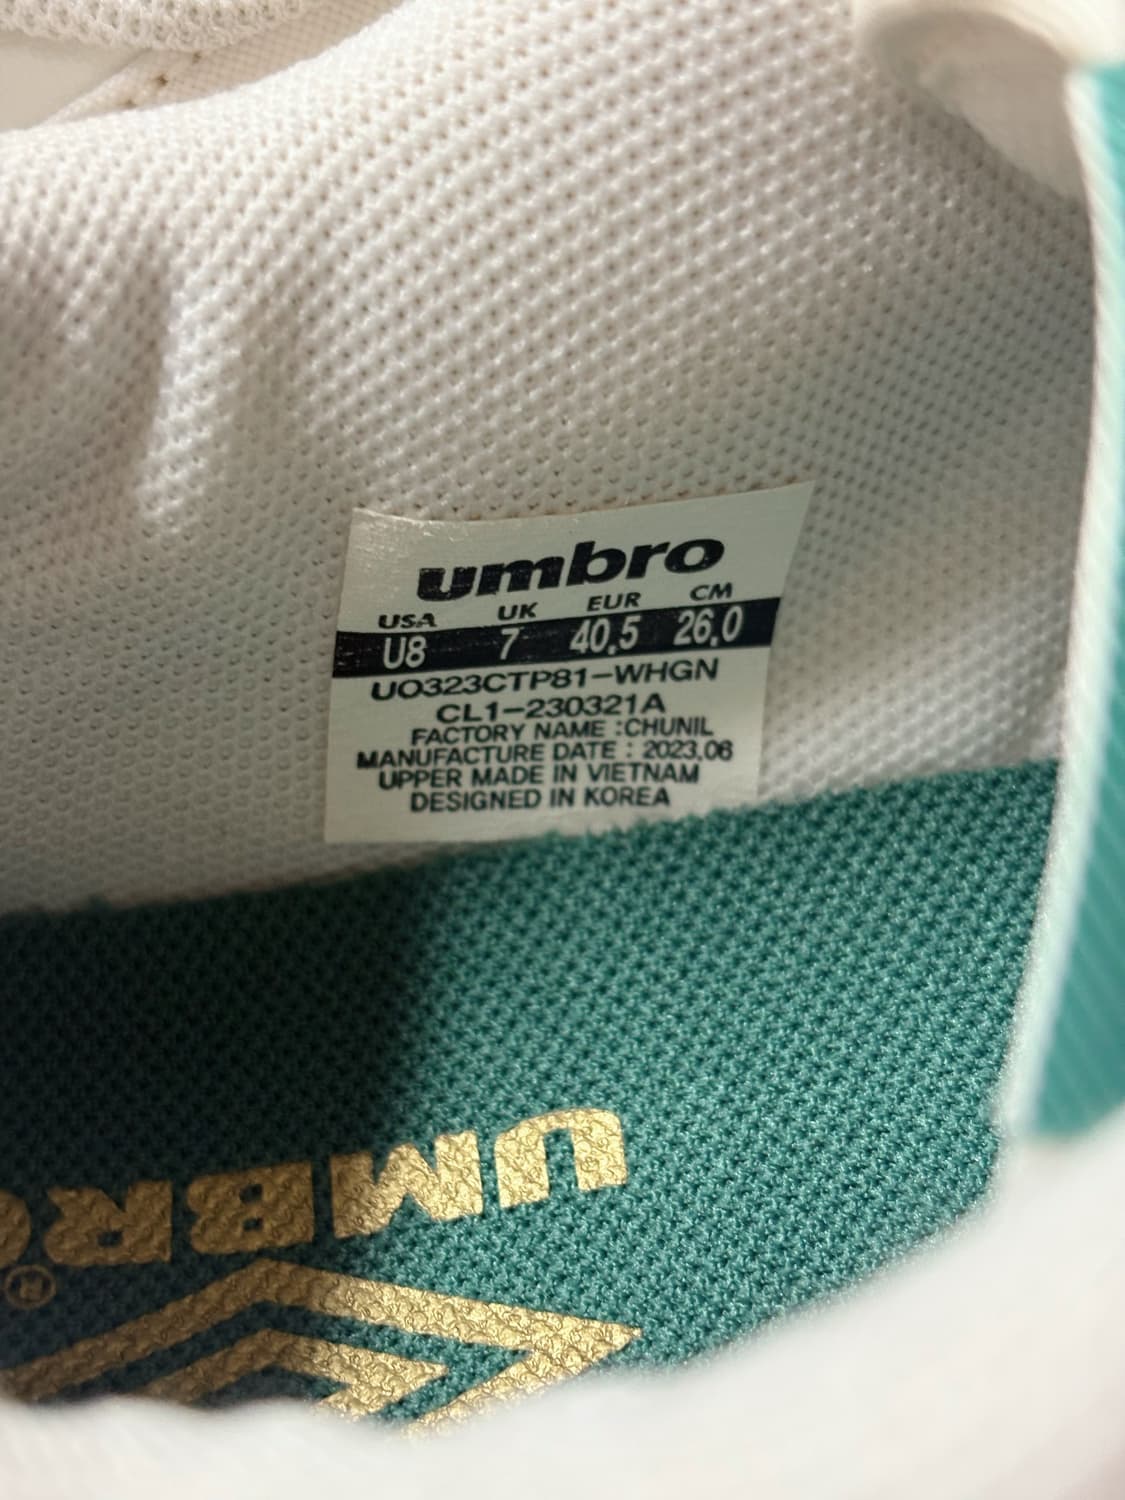 umbro
USA UK EUR CM
U8 7 40,5 26,0
UO323CTP81-WHGN
CL1-230321A
FACTORY NAME :CHUNIL
MANUFACTURE DATE : 2023,06
UPPER MADE IN VIETNAM
DESIGNED IN KOREA
UMBRO
®